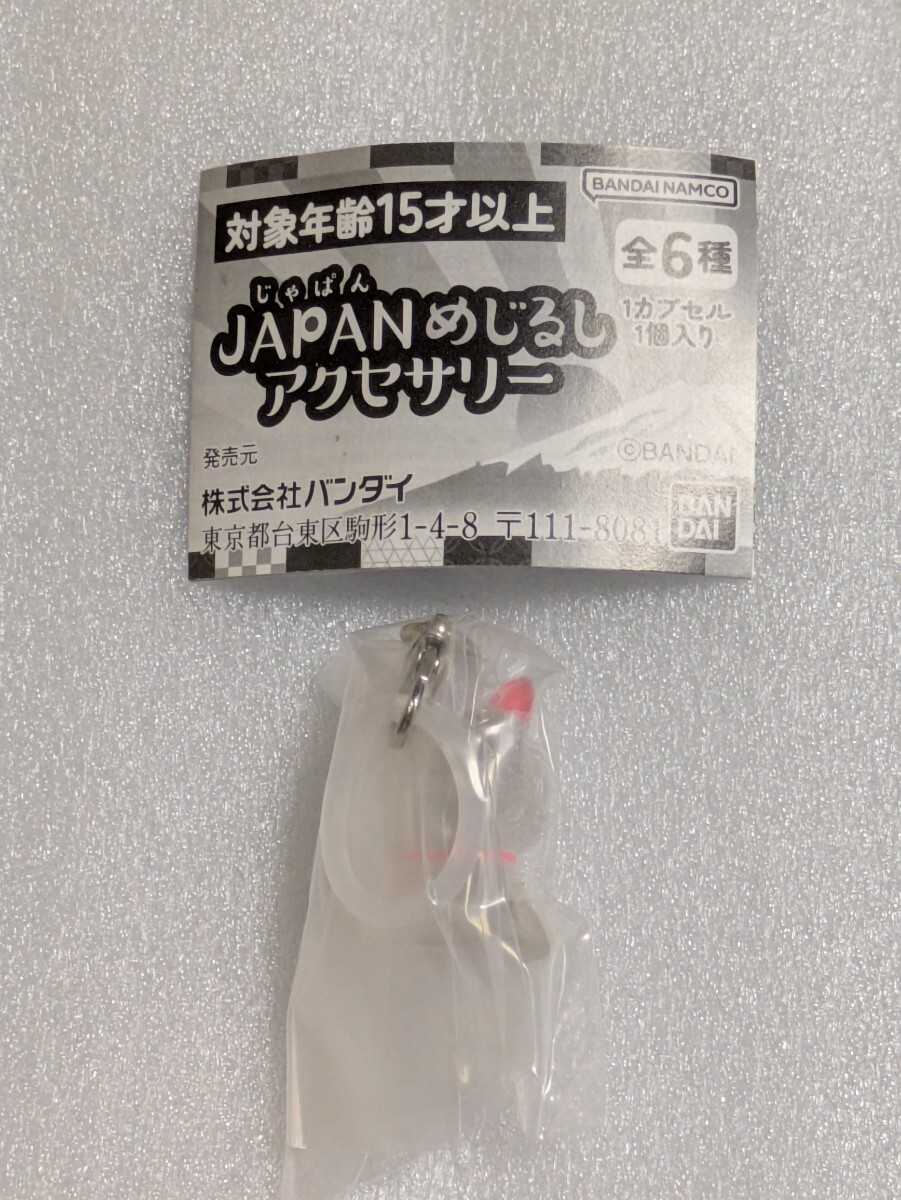 BANDAI NAMCO
対象年齢15才以上
全6種
じゃぱん
JAPANめじるし
アクセサリー
1カプセル
1個入り
©BANDAI
発売元
株式会社バンダイ
東京都台東区駒形1-4-8 〒111-8081
BAN
DAI